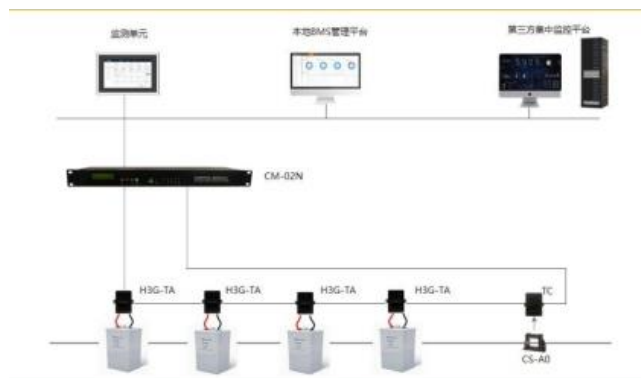 监测单元
本地BMS管理平台
第三方集中监控平台
CM-02N
H3G-TA
H3G-TA
H3G-TA
H3G-TA
TC
CS-A0